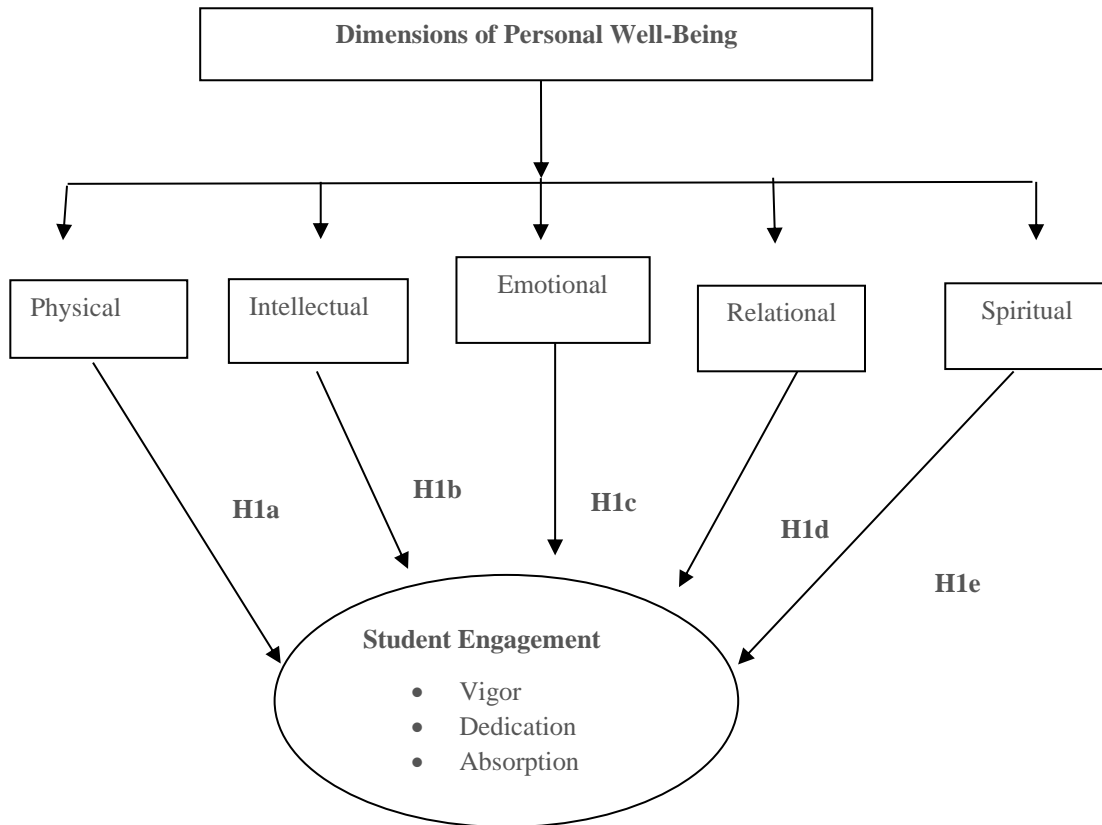 Dimensions of Personal Well-Being
Physical
Intellectual
Emotional
Relational
Spiritual
H1a
H1b
H1c
H1d
H1e
Student Engagement
• Vigor
• Dedication
• Absorption